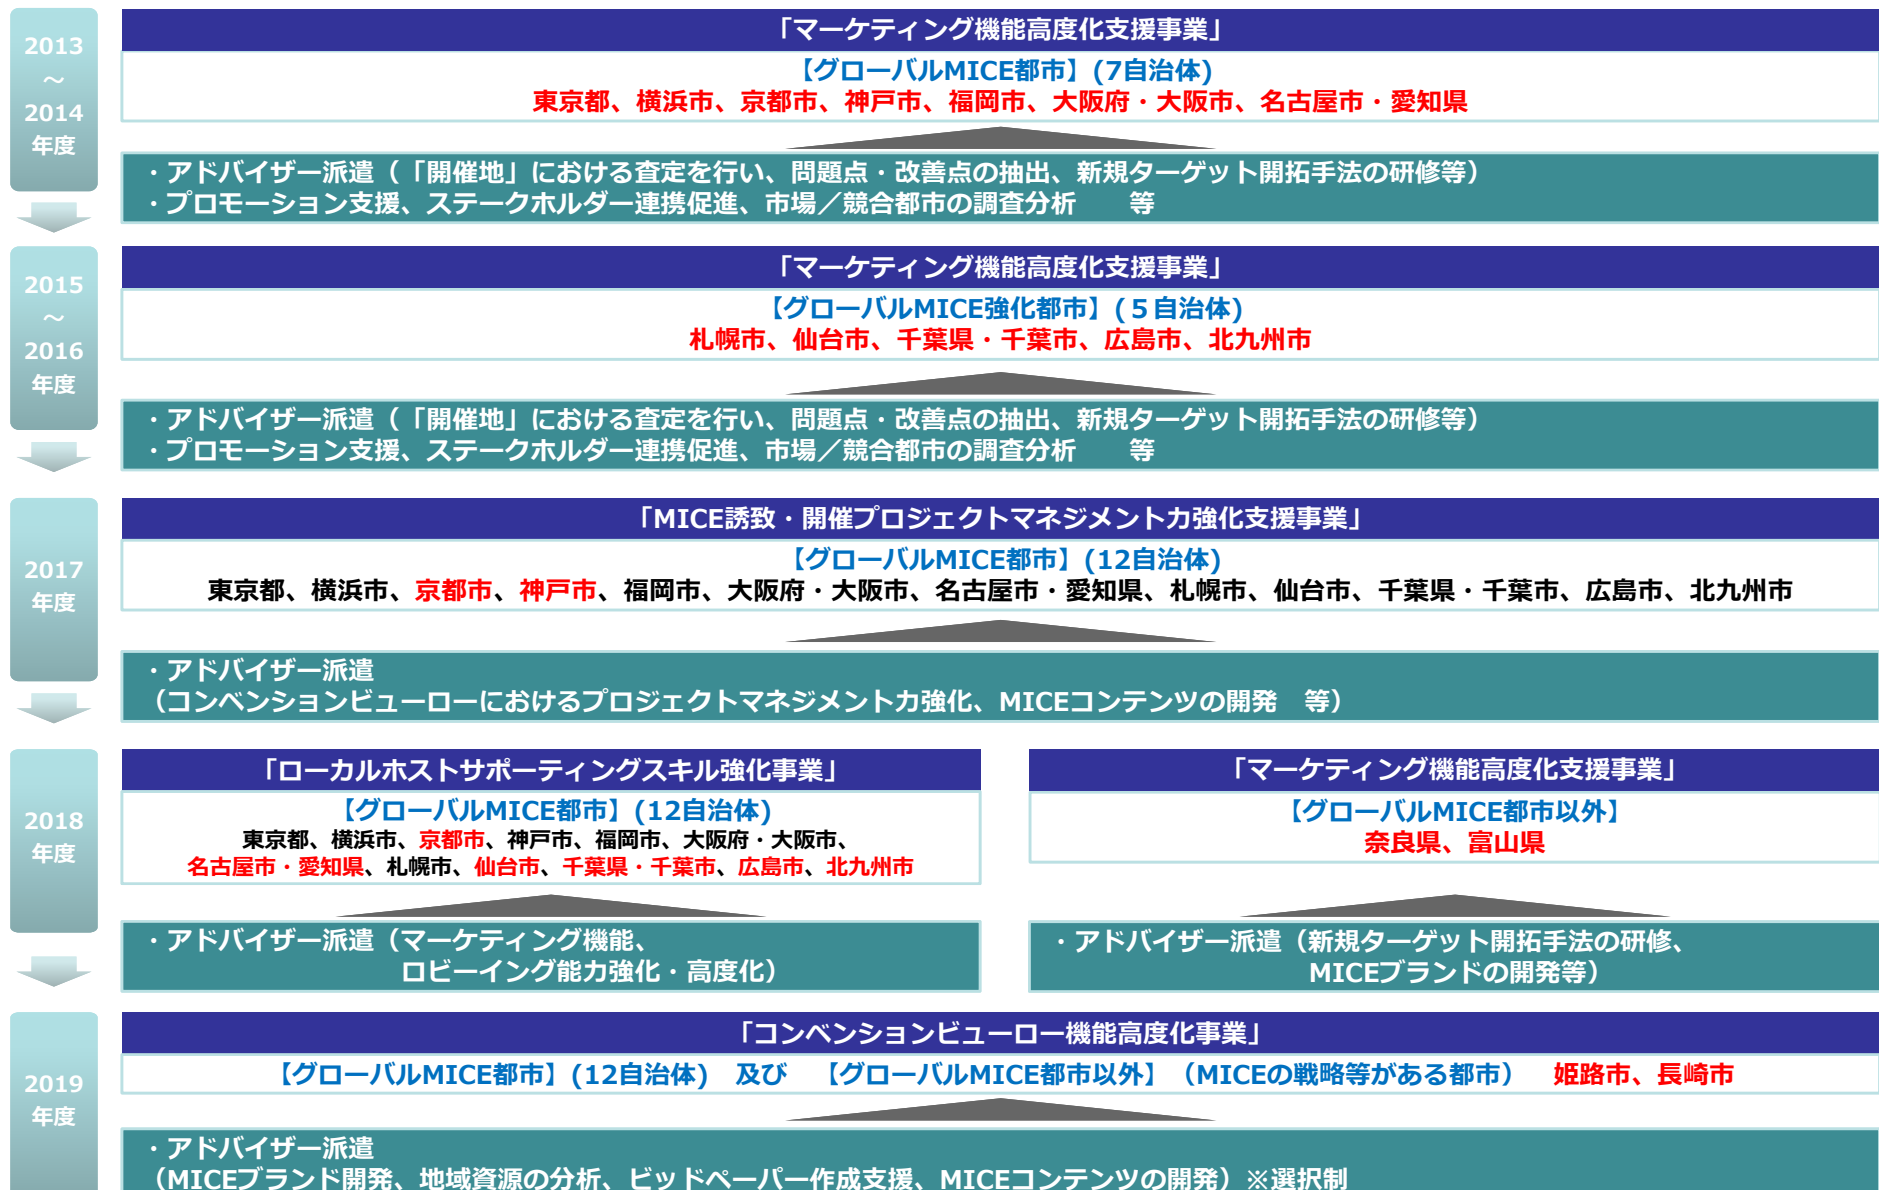 2013
～
2014
年度
「マーケティング機能高度化支援事業」
【グローバルMICE都市】(7自治体)
東京都、横浜市、京都市、神戸市、福岡市、大阪府・大阪市、名古屋市・愛知県
・アドバイザー派遣（「開催地」における査定を行い、問題点・改善点の抽出、新規ターゲット開拓手法の研修等）
・プロモーション支援、ステークホルダー連携促進、市場／競合都市の調査分析　　等
2015
～
2016
年度
「マーケティング機能高度化支援事業」
【グローバルMICE強化都市】(５自治体)
札幌市、仙台市、千葉県・千葉市、広島市、北九州市
・アドバイザー派遣（「開催地」における査定を行い、問題点・改善点の抽出、新規ターゲット開拓手法の研修等）
・プロモーション支援、ステークホルダー連携促進、市場／競合都市の調査分析　　等
2017
年度
「MICE誘致・開催プロジェクトマネジメント力強化支援事業」
【グローバルMICE都市】(12自治体)
東京都、横浜市、京都市、神戸市、福岡市、大阪府・大阪市、名古屋市・愛知県、札幌市、仙台市、千葉県・千葉市、広島市、北九州市
・アドバイザー派遣
（コンベンションビューローにおけるプロジェクトマネジメント力強化、MICEコンテンツの開発　等）
2018
年度
「ローカルホストサポーティングスキル強化事業」
【グローバルMICE都市】(12自治体)
東京都、横浜市、京都市、神戸市、福岡市、大阪府・大阪市、
名古屋市・愛知県、札幌市、仙台市、千葉県・千葉市、広島市、北九州市
・アドバイザー派遣（マーケティング機能、
ロビーイング能力強化・高度化）
「マーケティング機能高度化支援事業」
【グローバルMICE都市以外】
奈良県、富山県
・アドバイザー派遣（新規ターゲット開拓手法の研修、
MICEブランドの開発等）
2019
年度
「コンベンションビューロー機能高度化事業」
【グローバルMICE都市】(12自治体)　及び　【グローバルMICE都市以外】（MICEの戦略等がある都市）　姫路市、長崎市
・アドバイザー派遣
（MICEブランド開発、地域資源の分析、ビッドペーパー作成支援、MICEコンテンツの開発）※選択制